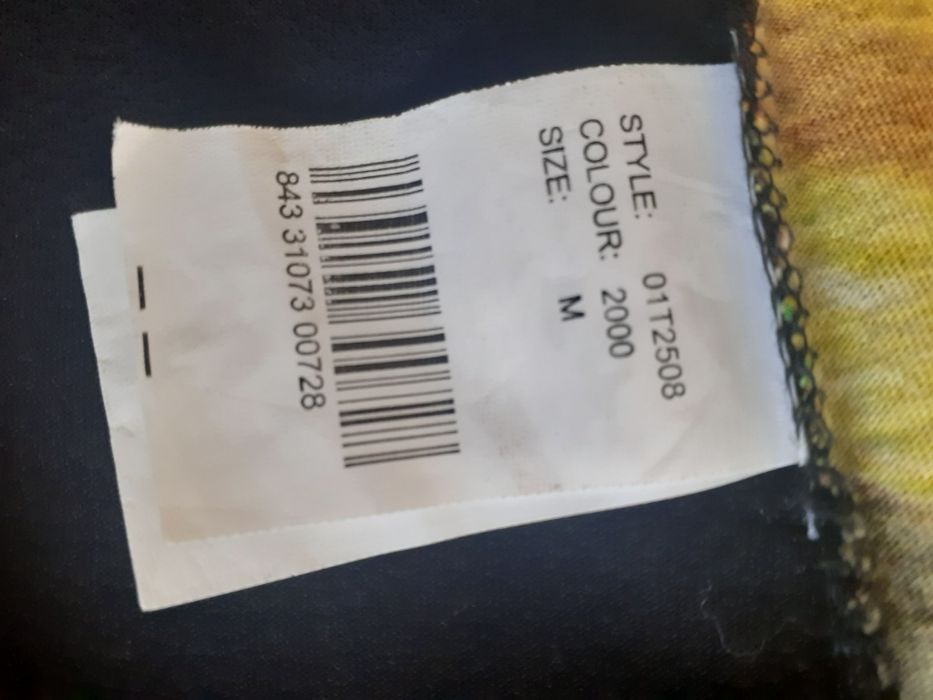 STYLE: 01T2508
COLOUR: 2000
SIZE: M
843 31073 00728